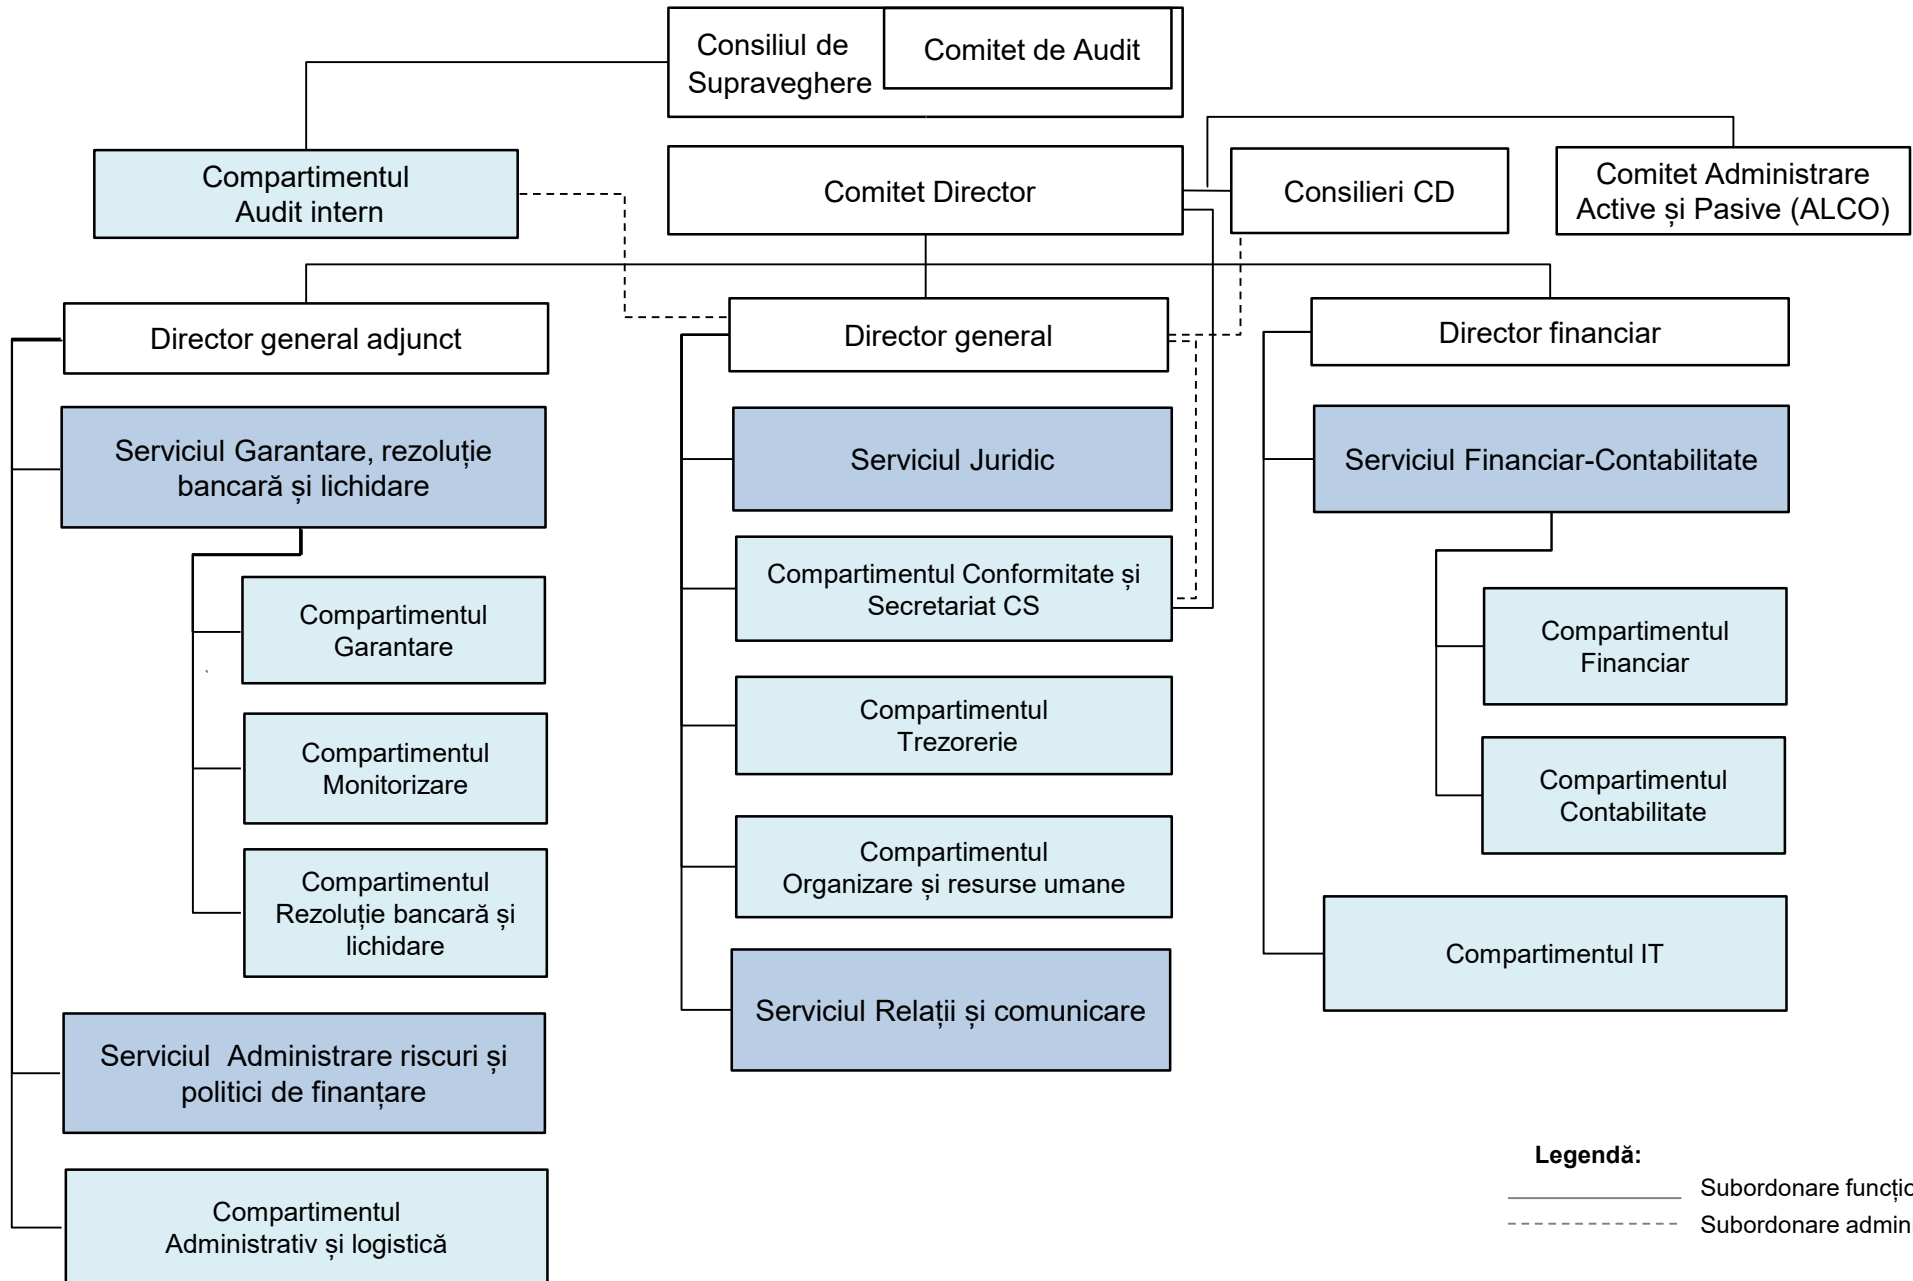 Consiliul de
Supraveghere
Comitet de Audit
Compartimentul
Audit intern
Comitet Director
Consilieri CD
Comitet Administrare
Active și Pasive (ALCO)
Director general adjunct
Director general
Director financiar
Serviciul Garantare, rezoluție
bancară și lichidare
Compartimentul
Garantare
Compartimentul
Monitorizare
Compartimentul
Rezoluție bancară și
lichidare
Serviciul Administrare riscuri și
politici de finanțare
Compartimentul
Administrativ și logistică
Serviciul Juridic
Compartimentul Conformitate și
Secretariat CS
Compartimentul
Trezorerie
Compartimentul
Organizare și resurse umane
Serviciul Relații și comunicare
Serviciul Financiar-Contabilitate
Compartimentul
Financiar
Compartimentul
Contabilitate
Compartimentul IT
Legendă:
Subordonare
Subordonare